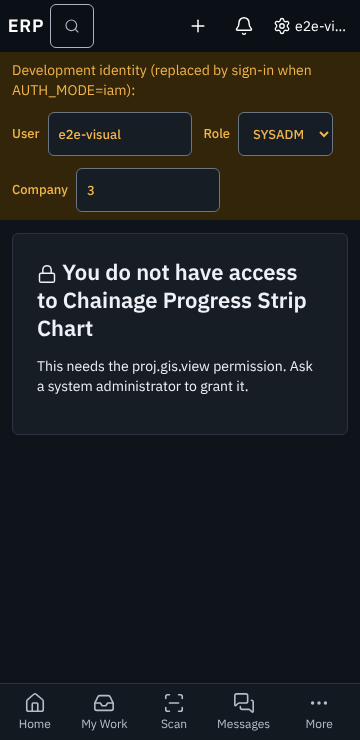 ERP
e2e-vi...
Development identity (replaced by sign-in when
AUTH_MODE=iam):
User
e2e-visual
Role
SYSADM
Company
3
You do not have access
to Chainage Progress Strip
Chart
This needs the proj.gis.view permission. Ask
a system administrator to grant it.
Home
My Work
Scan
Messages
More